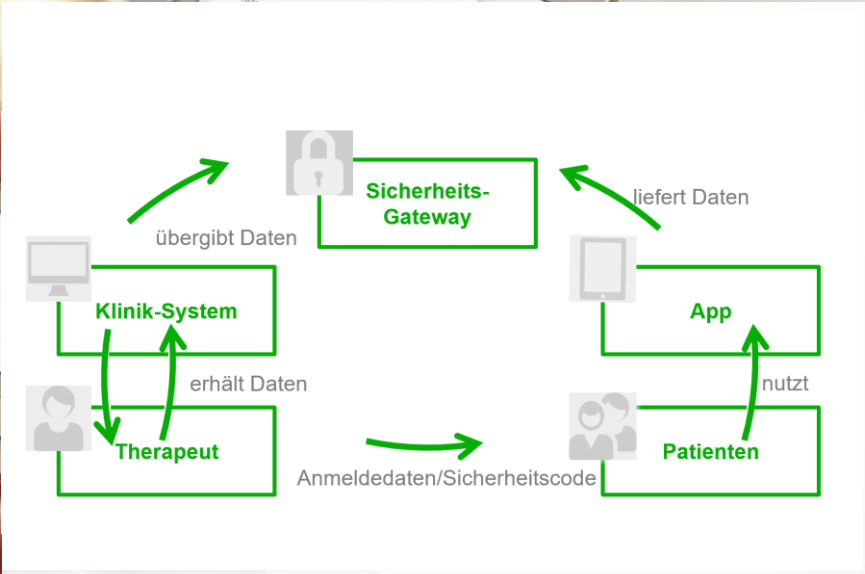 Sicherheits-
Gateway
liefert Daten
übergibt Daten
Klinik-System
App
erhält Daten
nutzt
Therapeut
Patienten
Anmeldedaten/Sicherheitscode